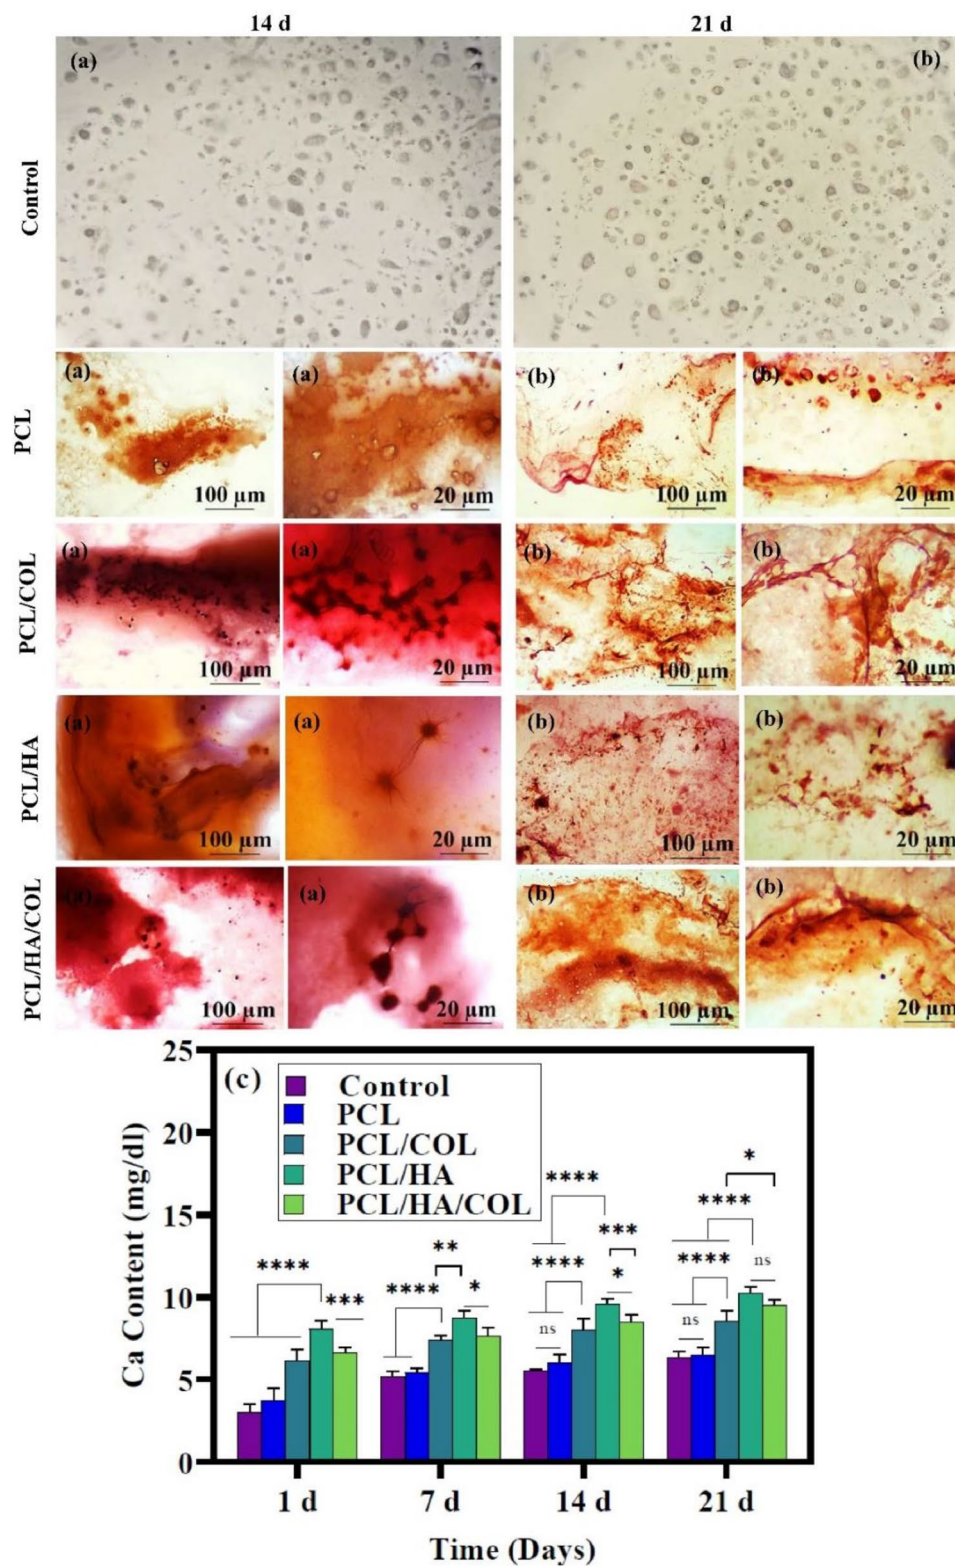 14 d 21 d
(a) (b)
Control
(a) (a) (b) (b)
PCL
100 µm 20 µm 100 µm 20 µm
(a) (a) (b) (b)
PCL/COL
100 µm 20 µm 100 µm 20 µm
(a) (a) (b) (b)
PCL/HA
100 µm 20 µm 100 µm 20 µm
(a) (a) (b) (b)
PCL/HA/COL
100 µm 20 µm 100 µm 20 µm
25
(c)
Control
PCL
PCL/COL
PCL/HA
PCL/HA/COL
20
15
10
5
0
Ca Content (mg/dl)
**** ***
**** ** *
ns **** **** *** *
ns **** **** * ns
1 d 7 d 14 d 21 d
Time (Days)